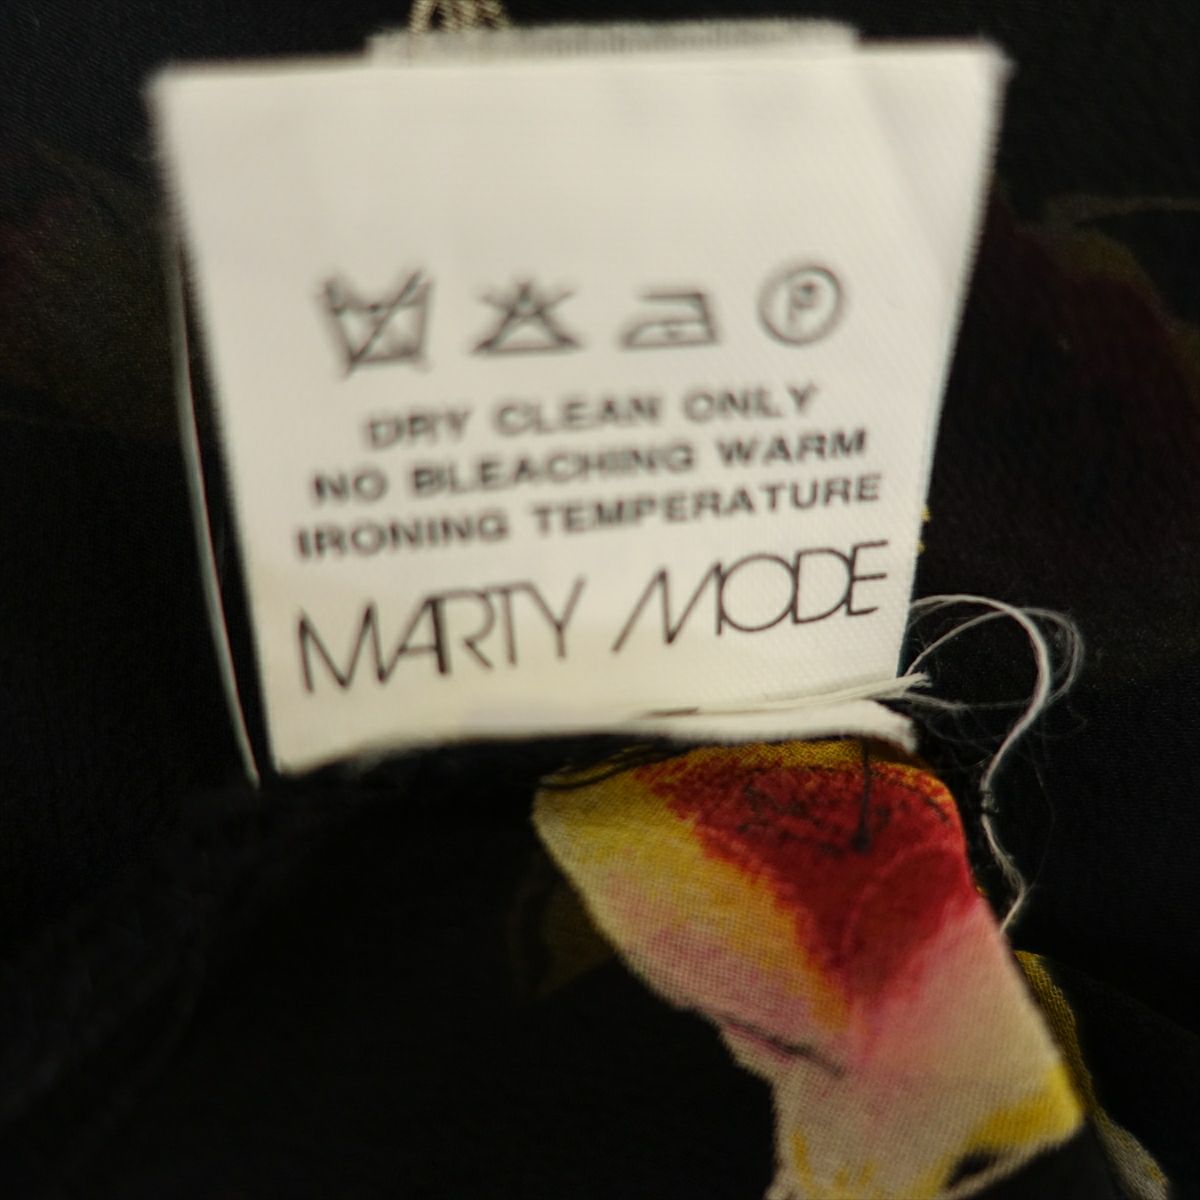 P
DRY CLEAN ONLY
NO BLEACHING WARM
IRONING TEMPERATURE
MARTY MODE